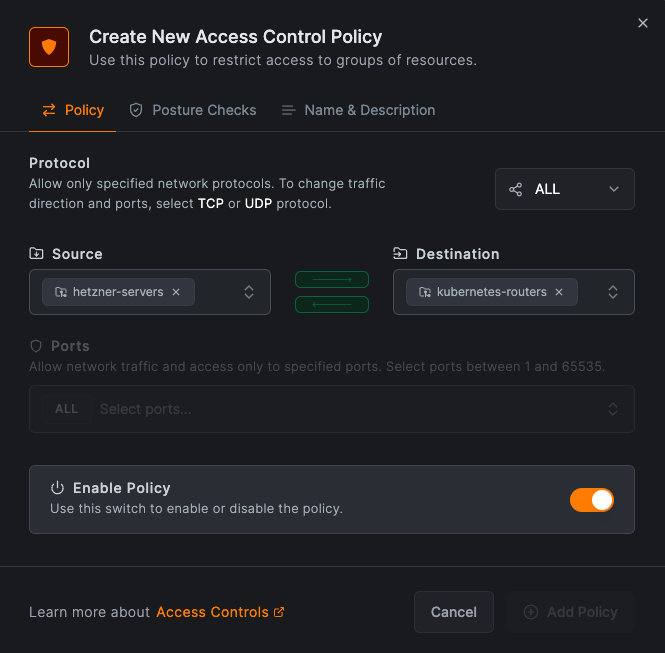 Create New Access Control Policy
Use this policy to restrict access to groups of resources.
Policy
Posture Checks
Name & Description
Protocol
Allow only specified network protocols. To change traffic
direction and ports, select TCP or UDP protocol.
ALL
Source
Destination
hetzner-servers
kubernetes-routers
Ports
Allow network traffic and access only to specified ports. Select ports between 1 and 65535.
ALL
Select ports...
Enable Policy
Use this switch to enable or disable the policy.
Learn more about Access Controls
Cancel
Add Policy